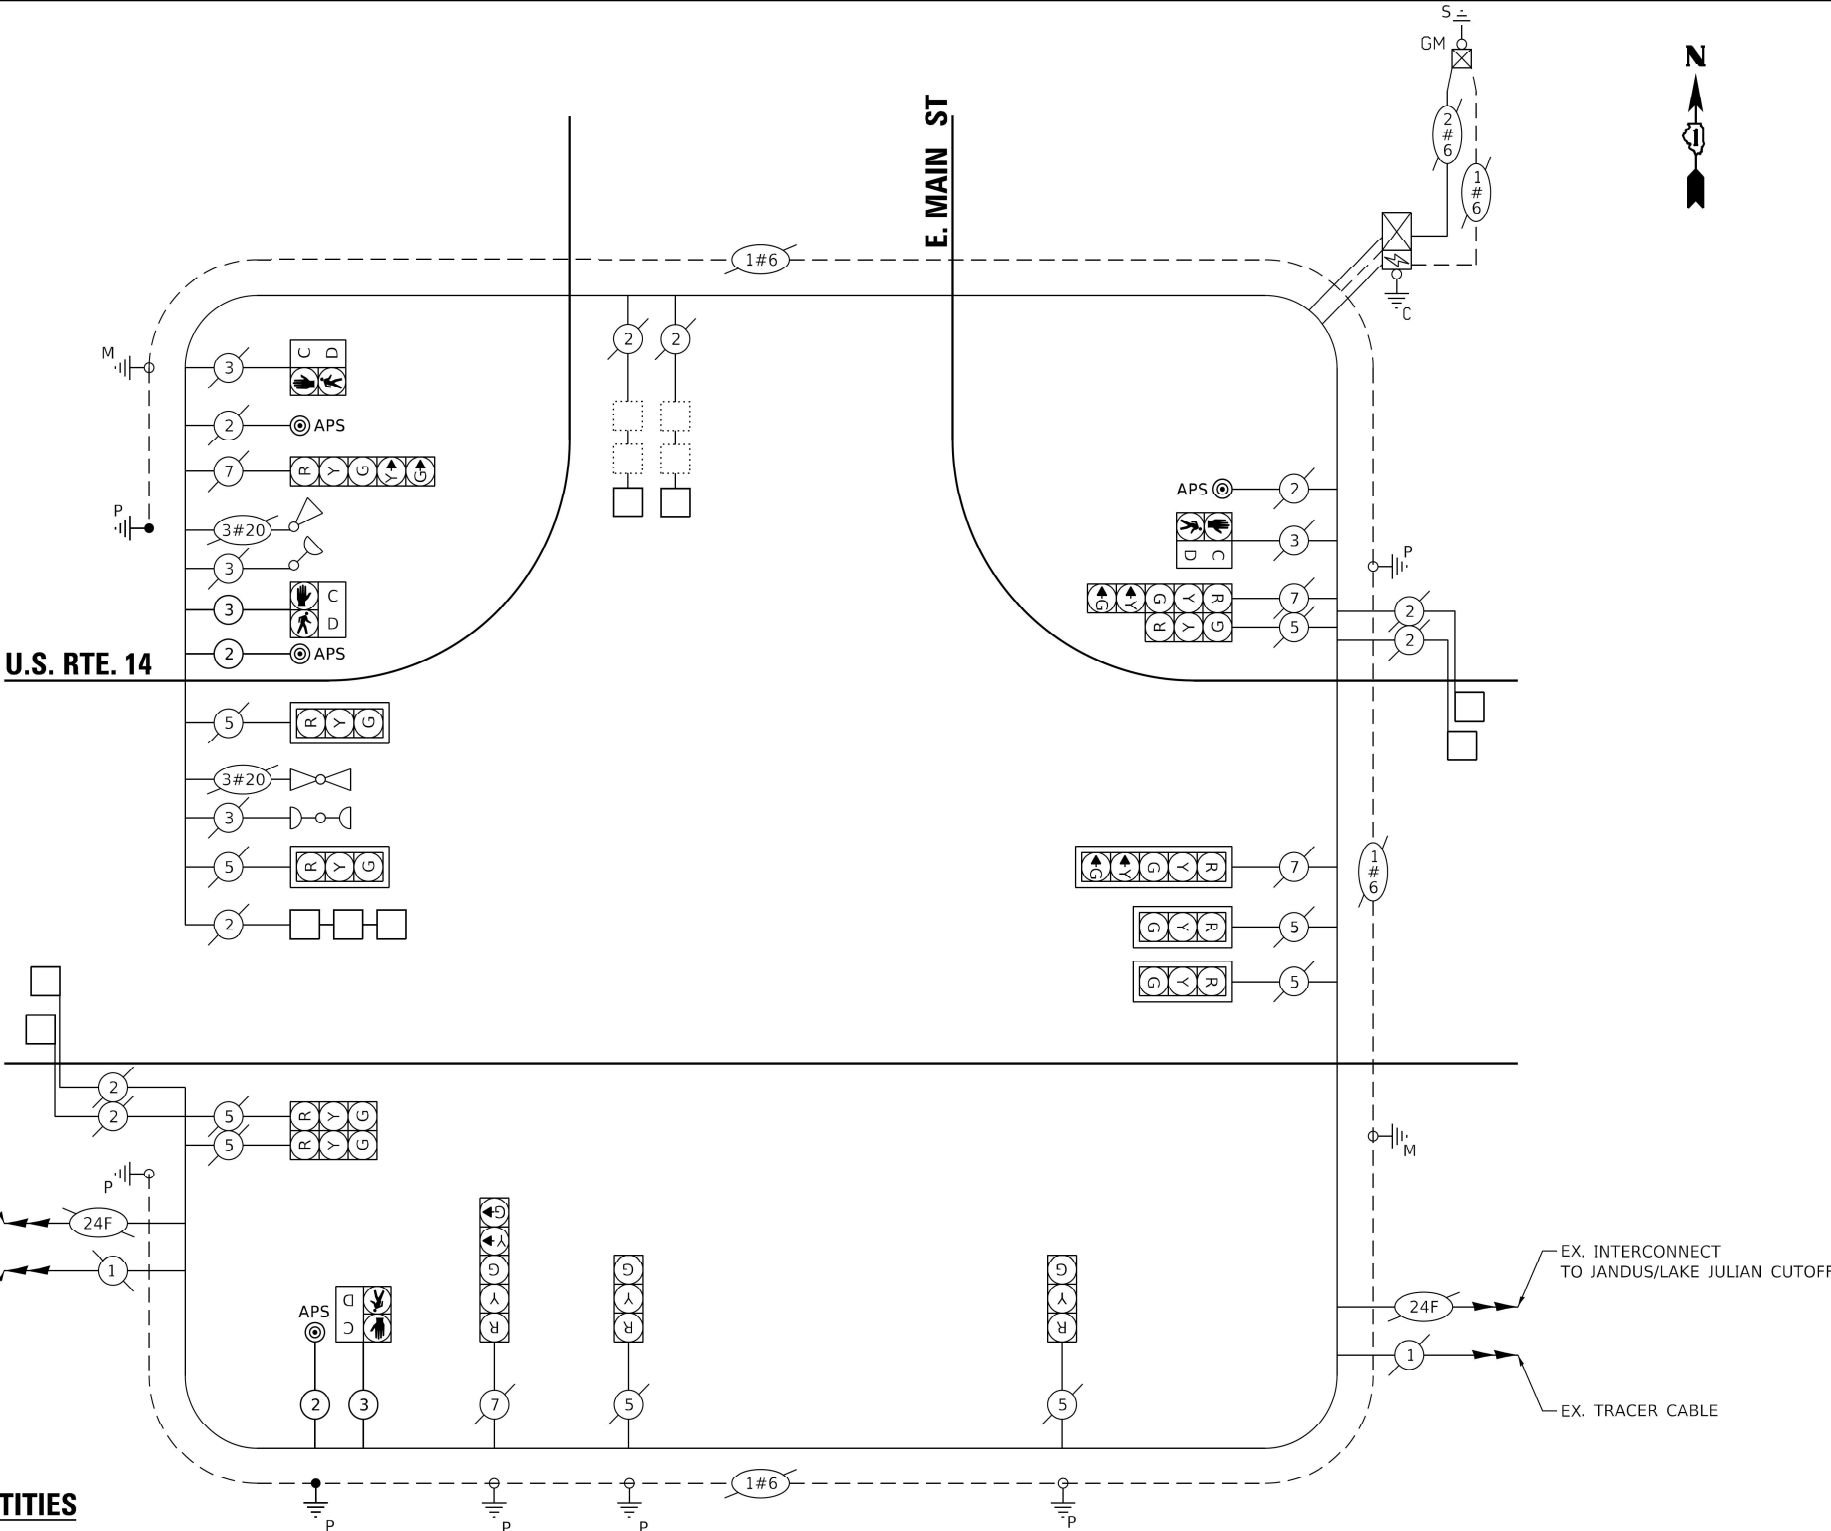 S
GM
N
1
2
#
6
1
#
6
E. MAIN ST
1#6
C
M
3
C D
2
2
2
APS
7
R Y G Y G
P
3#20
3
3
C
D
2
APS
U.S. RTE. 14
APS
2
3
D C
P
G Y G Y R
7
R Y G
5
2
2
5
R Y G
3#20
3
5
R Y G
G Y G Y R
7
1
#
6
2
G Y R
5
G Y R
5
2
2
5
R Y G
5
R Y G
P
M
24F
1
APS
D
C
G
Y
G
Y
R
G
Y
R
G
Y
R
EX. INTERCONNECT
TO JANDUS/LAKE JULIAN CUTOFF
24F
1
2
3
7
5
5
EX. TRACER CABLE
1#6
TITIES
P
P
P
P